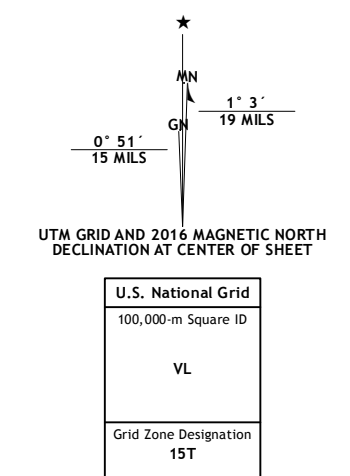 ★
MN
1° 3´
19 MILS
GN
0° 51´
15 MILS
UTM GRID AND 2016 MAGNETIC NORTH
DECLINATION AT CENTER OF SHEET
U.S. National Grid
100,000-m Square ID
VL
Grid Zone Designation
15T